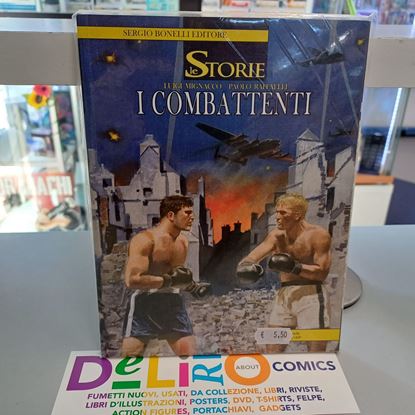 SERGIO BONELLI EDITORE
le STORIE
LUIGI MIGNACCO PAOLO RAFFAELLI
I COMBATTENTI
€ 5,50
DeLiRiO ABOUT COMICS
FUMETTI NUOVI, USATI, DA COLLEZIONE, LIBRI, RIVISTE,
LIBRI D'ILLUSTRAZIONI, POSTERS, DVD, T-SHIRTS, FELPE,
ACTION FIGURES, PORTACHIAVI, GADGETS